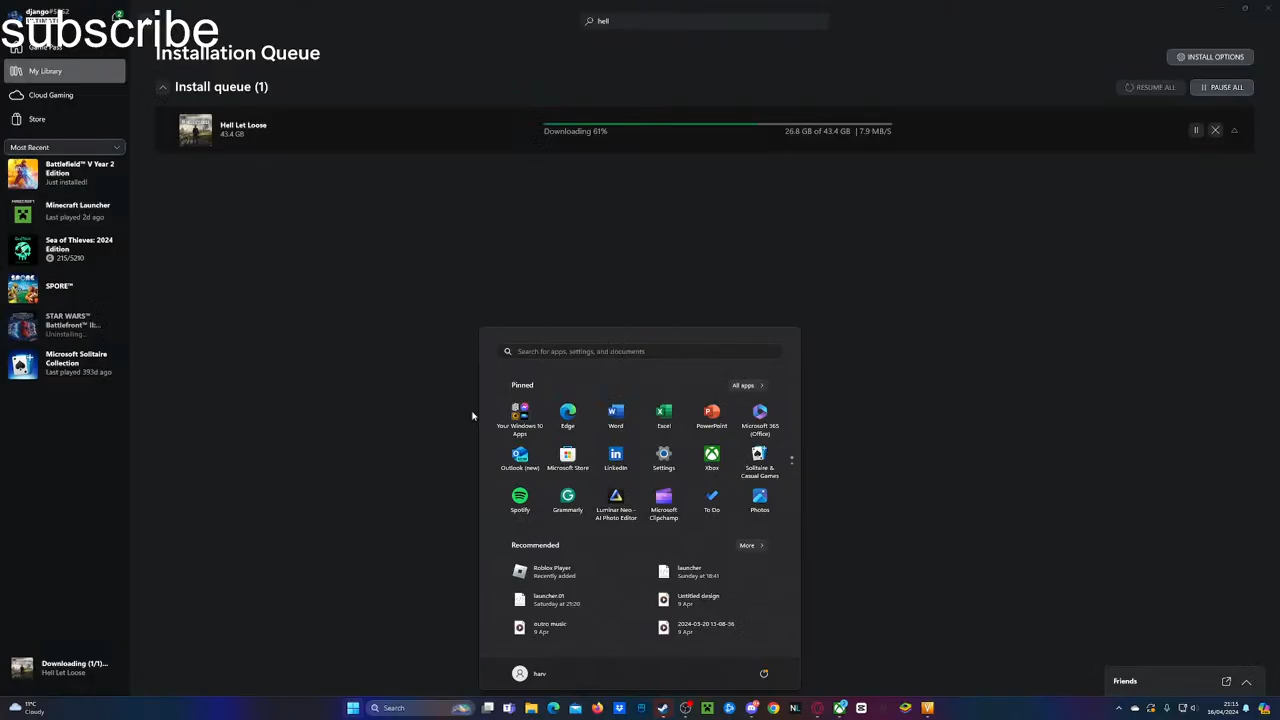 django#5852
ULTIMATE
2
subscribe
hell
Game Pass
My Library
Cloud Gaming
Store
Most Recent
Battlefield™ V Year 2
Edition
Just installed!
Minecraft Launcher
Last played 2d ago
Sea of Thieves: 2024
Edition
215/5210
SPORE™
STAR WARS™
Battlefront™ II:...
Uninstalling...
Microsoft Solitaire
Collection
Last played 393d ago
Downloading (1/1)...
Hell Let Loose
Installation Queue
INSTALL OPTIONS
Install queue (1)
RESUME ALL
PAUSE ALL
Hell Let Loose
43.4 GB
Downloading 61%
26.8 GB of 43.4 GB | 7.9 MB/S
Search for apps, settings, and documents
Pinned
All apps
Your Windows 10
Apps
Edge
Word
Excel
PowerPoint
Microsoft 365
(Office)
Outlook (new)
Microsoft Store
LinkedIn
Settings
Xbox
Solitaire &
Casual Games
Spotify
Grammarly
Luminar Neo -
AI Photo Editor
Microsoft
Clipchamp
To Do
Photos
Recommended
More
Roblox Player
Recently added
launcher
Sunday at 18:41
launcher.01
Saturday at 21:20
Untitled design
9 Apr
outro music
9 Apr
2024-03-20 13-08-36
9 Apr
harv
Friends
11°C
Cloudy
Search
21:15
16/04/2024